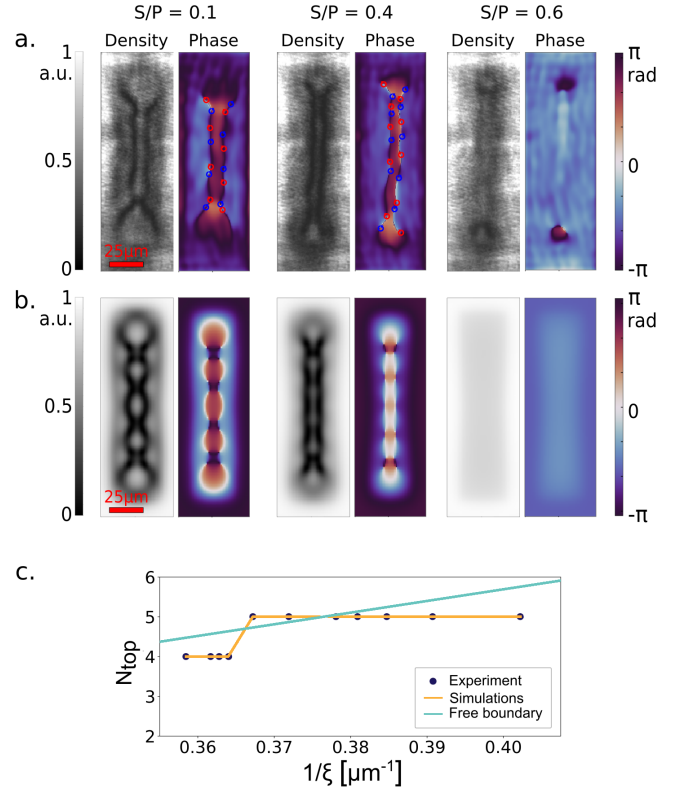 S/P = 0.1 S/P = 0.4 S/P = 0.6
a.
Density Phase Density Phase Density Phase
1
a.u.
0.5
0
25μm
π
rad
0
-π
b.
1
a.u.
0.5
0
25μm
π
rad
0
-π
c.
6
5
4
3
2
Ntop
Experiment
Simulations
Free boundary
0.36 0.37 0.38 0.39 0.40
1/ξ [μm⁻¹]